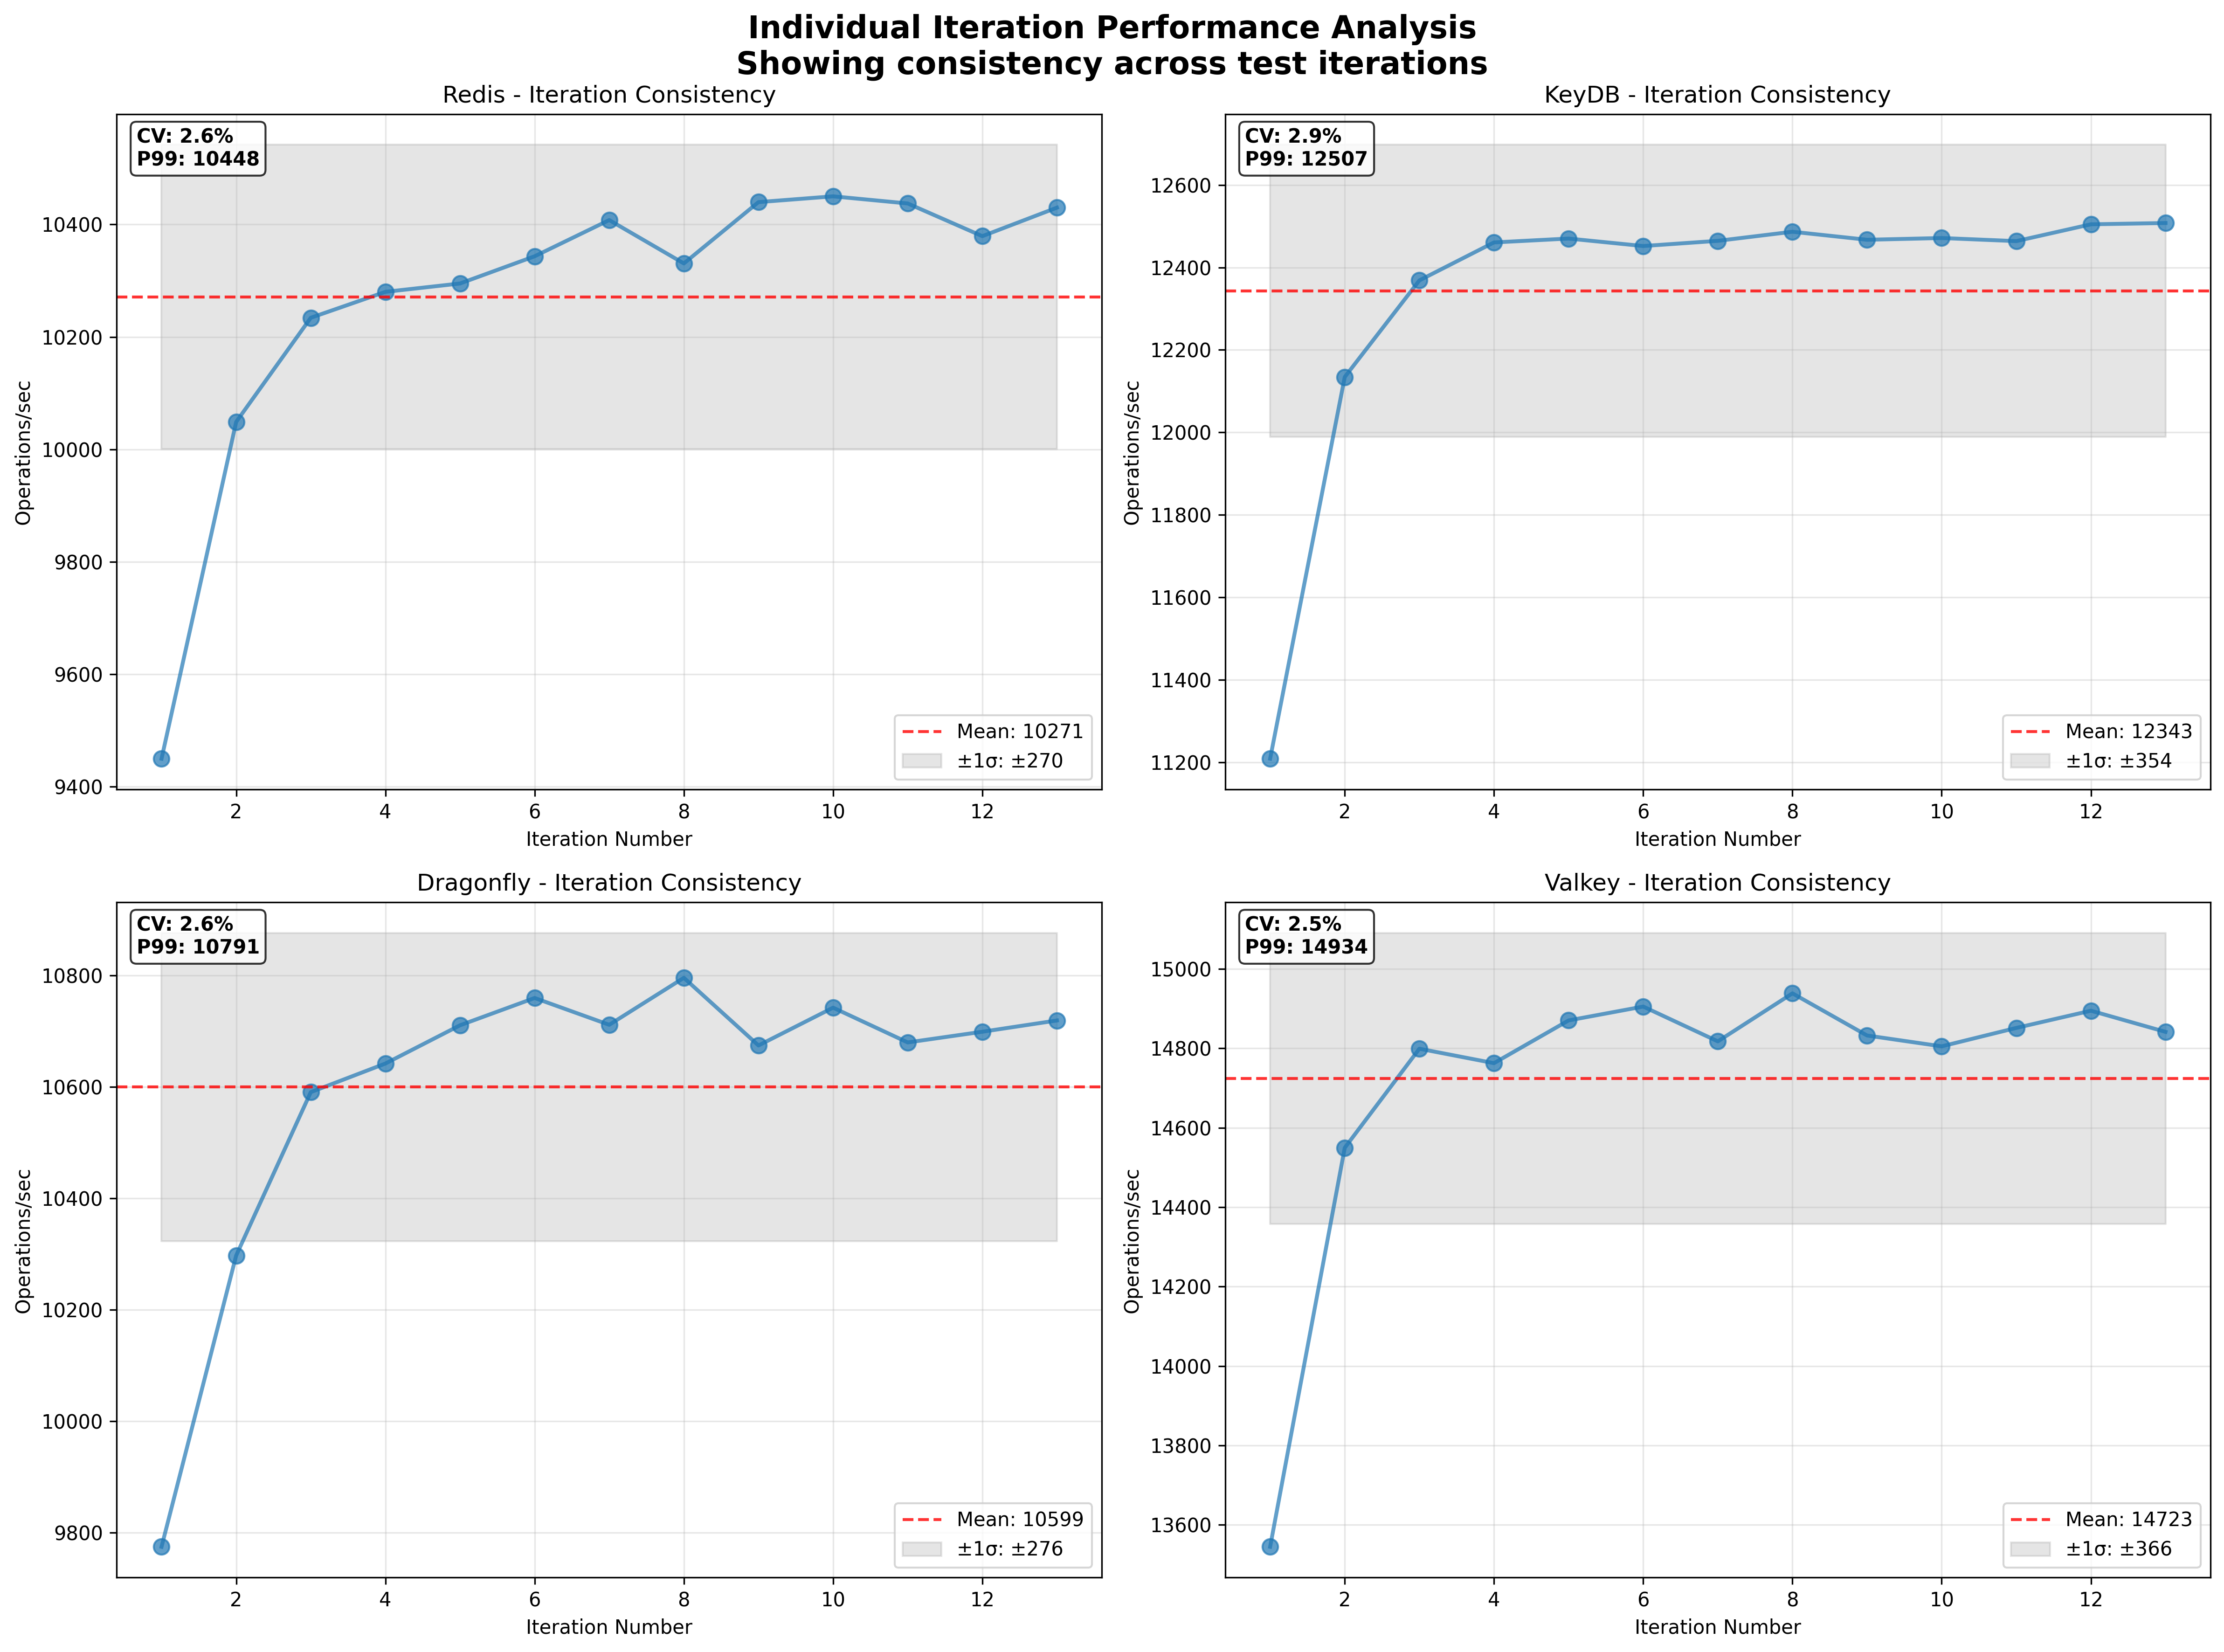 Individual Iteration Performance Analysis
Showing consistency across test iterations
Redis - Iteration Consistency
CV: 2.6%
P99: 10448
Operations/sec
10400
10200
10000
9800
9600
9400
2 4 6 8 10 12
Iteration Number
Mean: 10271
±1σ: ±270
KeyDB - Iteration Consistency
CV: 2.9%
P99: 12507
Operations/sec
12600
12400
12200
12000
11800
11600
11400
11200
2 4 6 8 10 12
Iteration Number
Mean: 12343
±1σ: ±354
Dragonfly - Iteration Consistency
CV: 2.6%
P99: 10791
Operations/sec
10800
10600
10400
10200
10000
9800
2 4 6 8 10 12
Iteration Number
Mean: 10599
±1σ: ±276
Valkey - Iteration Consistency
CV: 2.5%
P99: 14934
Operations/sec
15000
14800
14600
14400
14200
14000
13800
13600
2 4 6 8 10 12
Iteration Number
Mean: 14723
±1σ: ±366